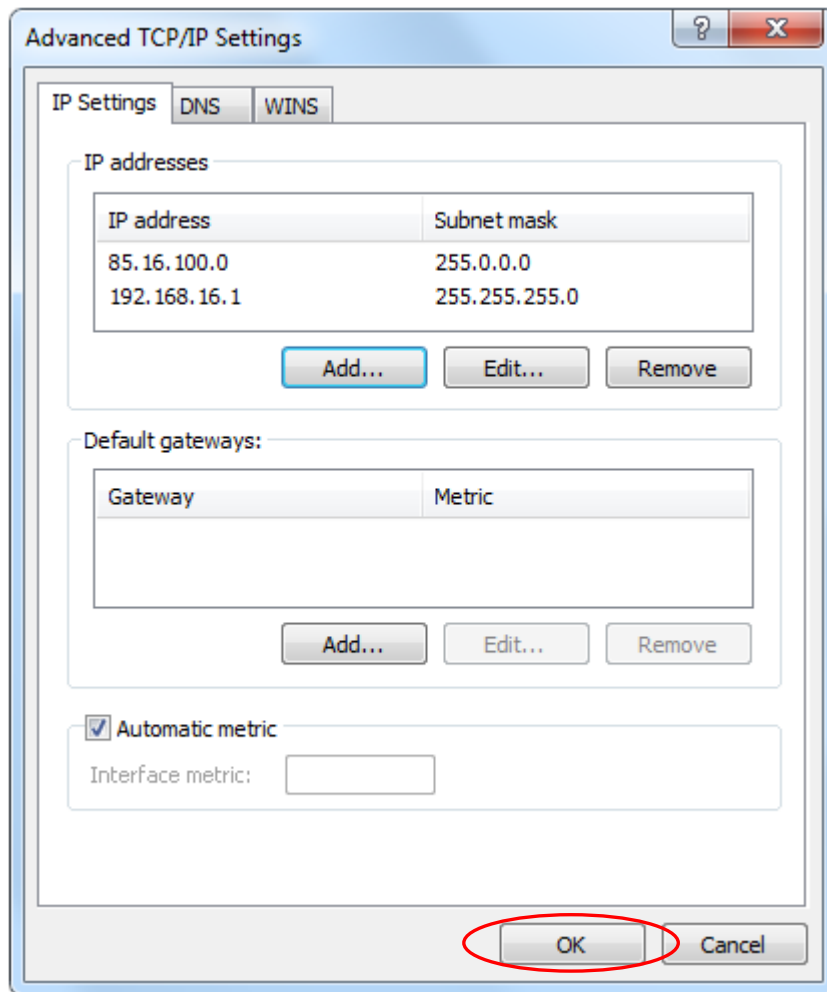 Advanced TCP/IP Settings
IP Settings DNS WINS
IP addresses
IP address Subnet mask
85.16.100.0 255.0.0.0
192.168.16.1 255.255.255.0
Add... Edit... Remove
Default gateways:
Gateway Metric
Add... Edit... Remove
Automatic metric
Interface metric:
OK Cancel